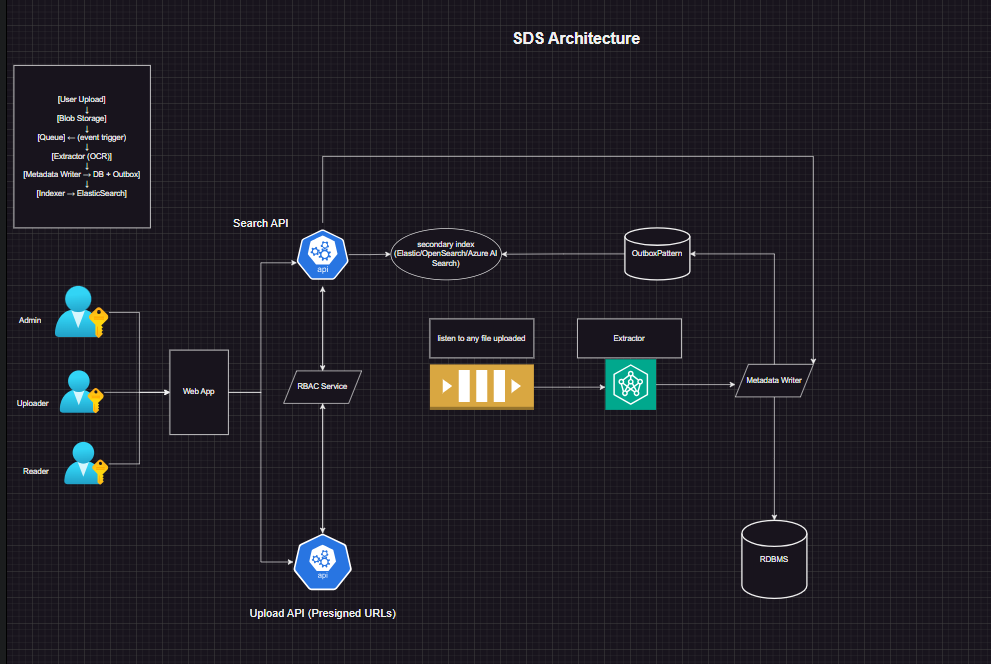 SDS Architecture
[User Upload]
↓
[Blob Storage]
↓
[Queue] ← (event trigger)
↓
[Extractor (OCR)]
↓
[Metadata Writer → DB + Outbox]
↓
[Indexer → ElasticSearch]
Search API
api
secondary index
(Elastic/OpenSearch/Azure AI
Search)
OutboxPattern
Admin
listen to any file uploaded
Extractor
Web App
RBAC Service
Metadata Writer
Uploader
Reader
RDBMS
api
Upload API (Presigned URLs)